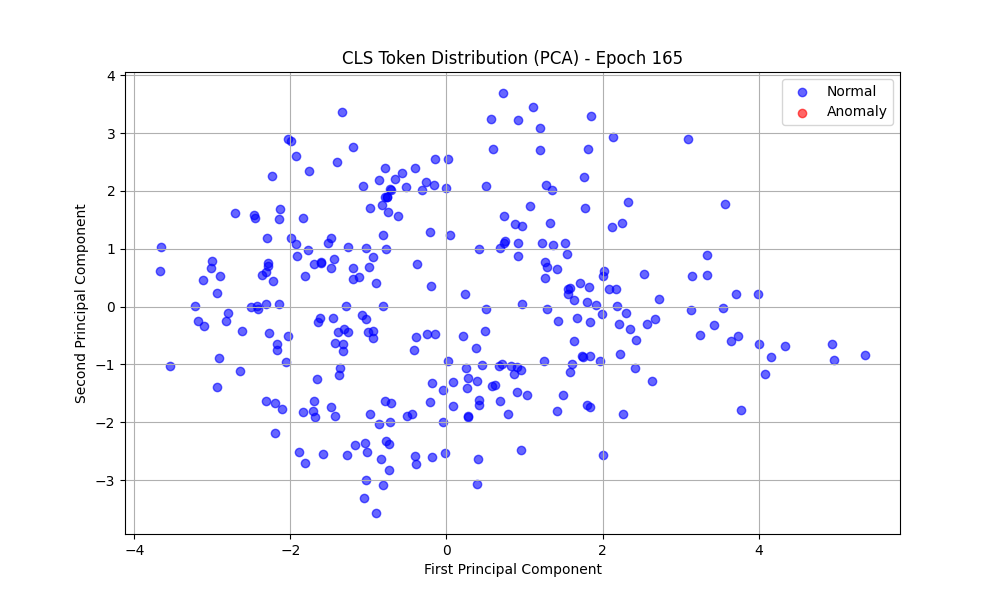 CLS Token Distribution (PCA) - Epoch 165
Normal
Anomaly
Second Principal Component
4
3
2
1
0
−1
−2
−3
−4
−2
0
2
4
First Principal Component